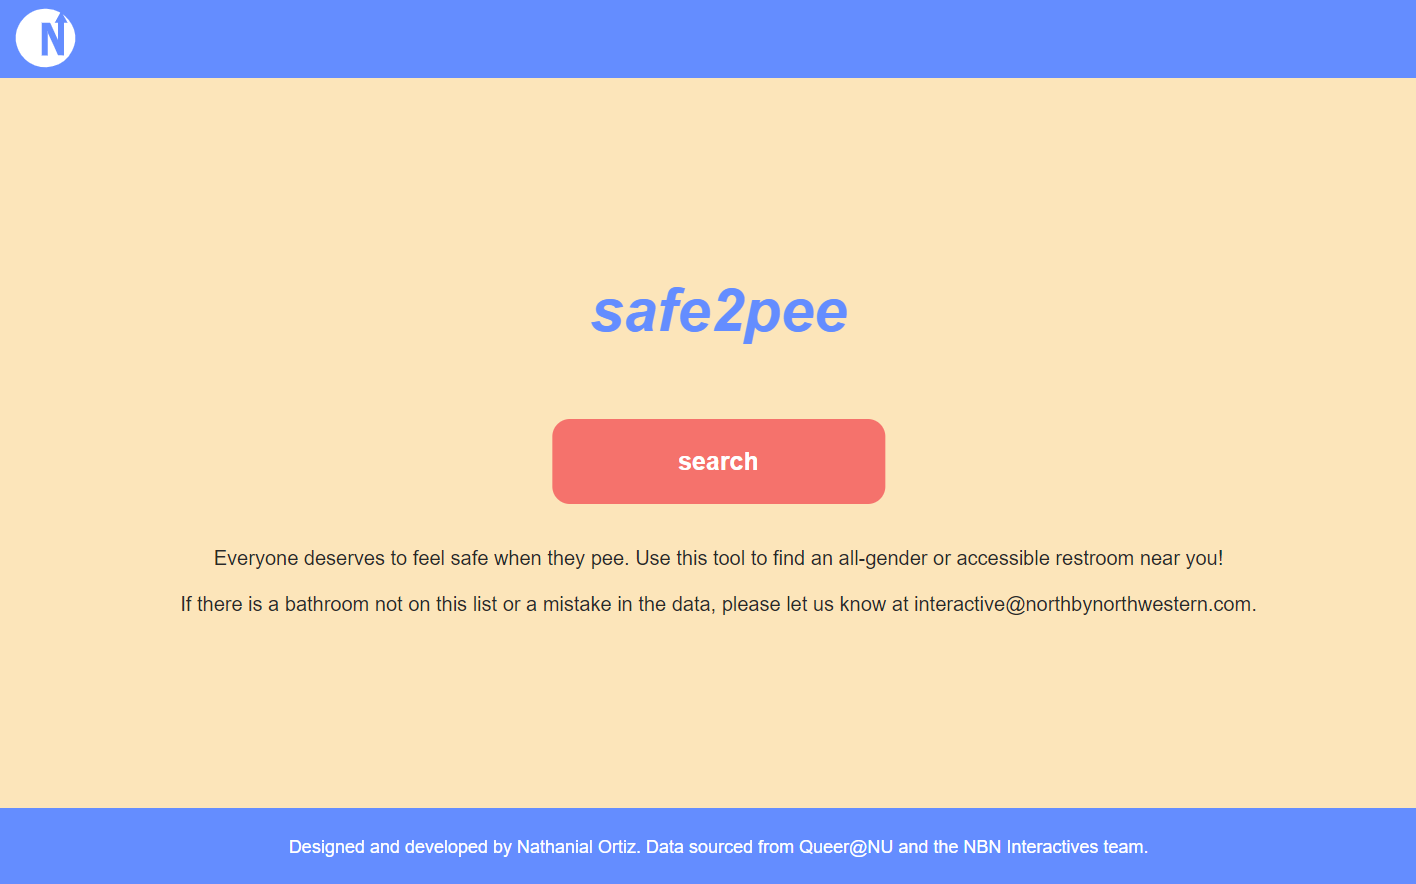 N
safe2pee
search
Everyone deserves to feel safe when they pee. Use this tool to find an all-gender or accessible restroom near you!
If there is a bathroom not on this list or a mistake in the data, please let us know at interactive@northbynorthwestern.com.
Designed and developed by Nathanial Ortiz. Data sourced from Queer@NU and the NBN Interactives team.